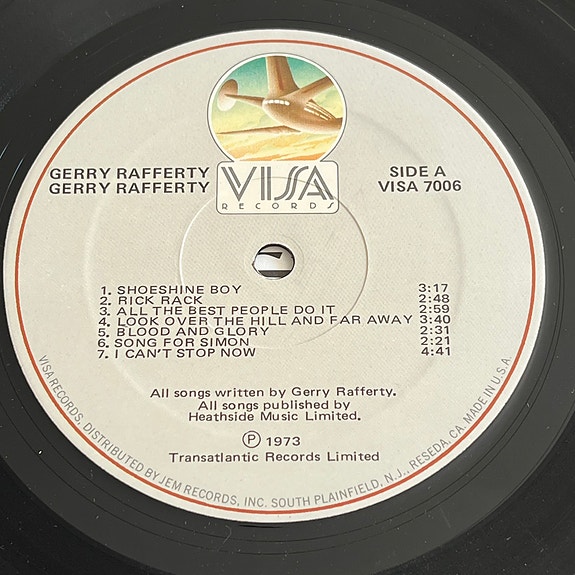 VISA
RECORDS
GERRY RAFFERTY
GERRY RAFFERTY
SIDE A
VISA 7006
1. SHOESHINE BOY 3:17
2. RICK RACK 2:48
3. ALL THE BEST PEOPLE DO IT 2:59
4. LOOK OVER THE HILL AND FAR AWAY 3:40
5. BLOOD AND GLORY 2:31
6. SONG FOR SIMON 2:21
7. I CAN'T STOP NOW 4:41
All songs written by Gerry Rafferty.
All songs published by
Heathside Music Limited.
Ⓟ 1973
Transatlantic Records Limited
VISA RECORDS, DISTRIBUTED BY JEM RECORDS, INC. SOUTH PLAINFIELD, N.J., RESEDA, CA. MADE IN U.S.A.